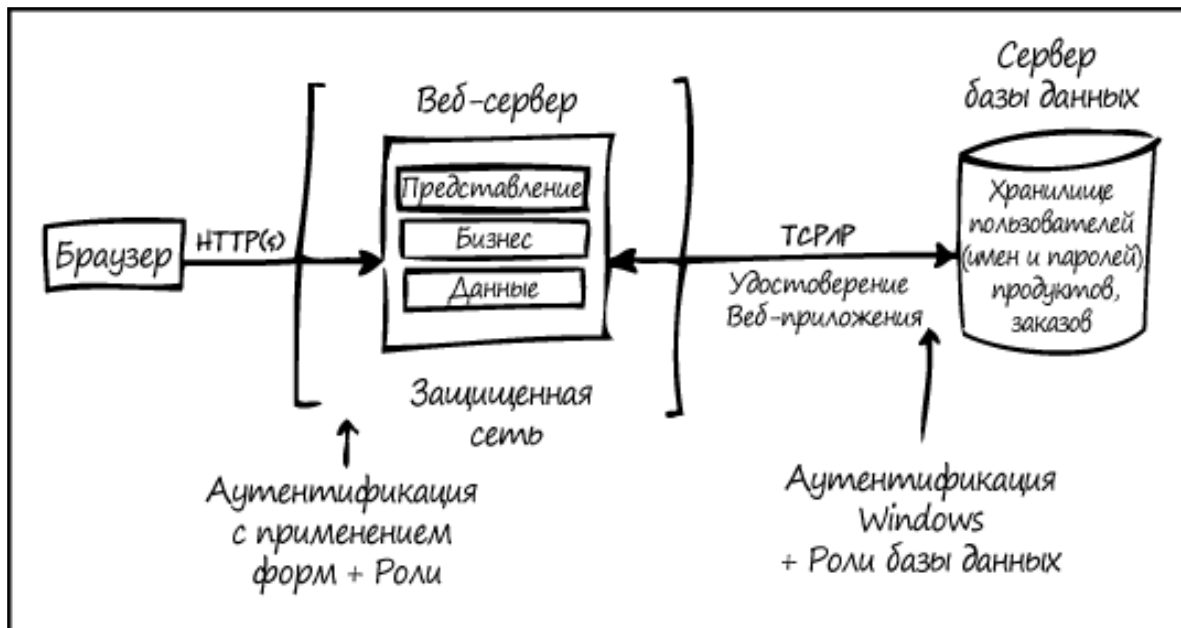 Сервер
базы данных
Веб-сервер
Представление
Бизнес
Данные
Браузер
HTTP(s)
TCP/IP
Удостоверение
Веб-приложения
Хранилище
пользователей
(имен и паролей),
продуктов,
заказов
Защищенная
сеть
Аутентификация
с применением
форм + Роли
Аутентификация
Windows
+ Роли базы данных